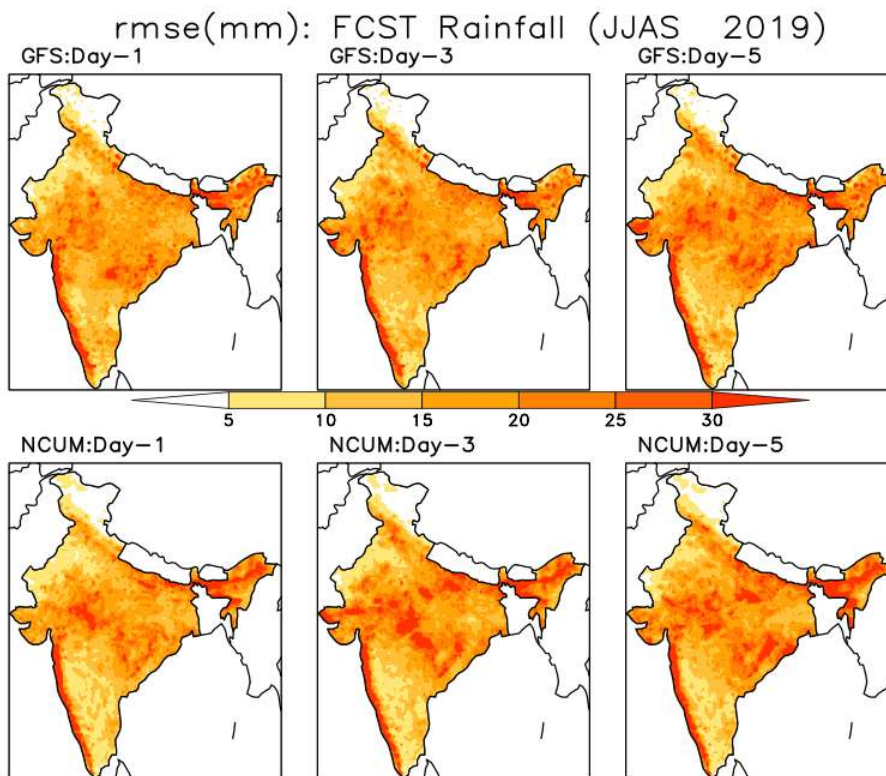 rmse(mm): FCST Rainfall (JJAS 2019)
GFS:Day-1 GFS:Day-3 GFS:Day-5
5 10 15 20 25 30
NCUM:Day-1 NCUM:Day-3 NCUM:Day-5